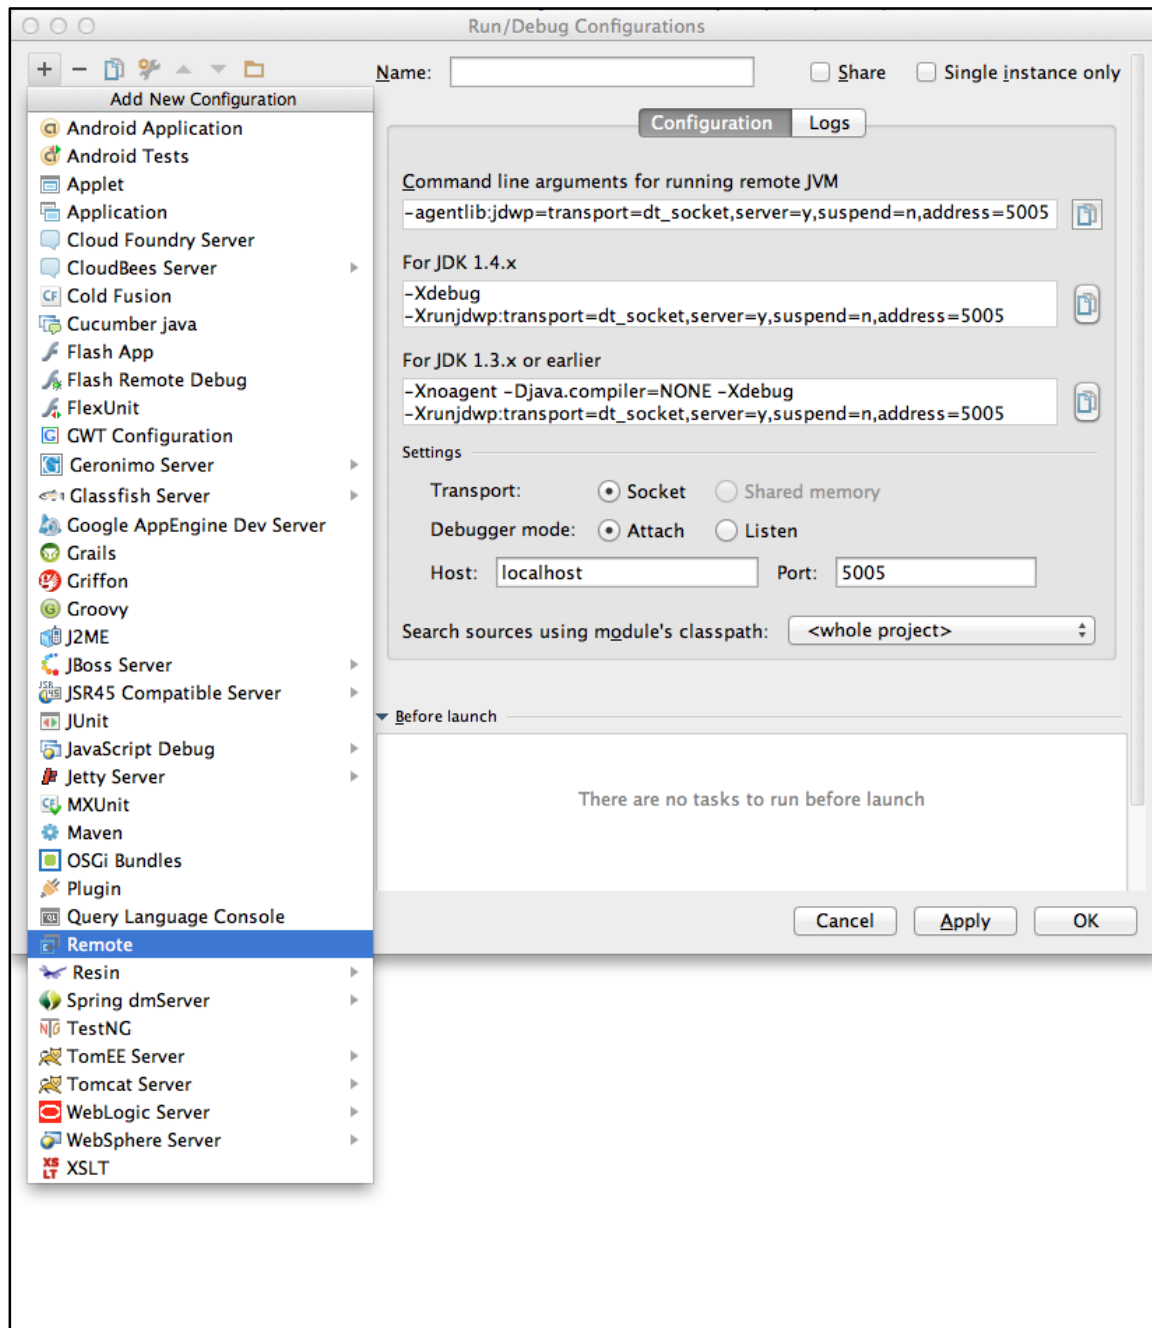 Run/Debug Configurations
Name:
Share
Single instance only
Add New Configuration
Android Application
Android Tests
Applet
Application
Cloud Foundry Server
CloudBees Server
Cold Fusion
Cucumber java
Flash App
Flash Remote Debug
FlexUnit
GWT Configuration
Geronimo Server
Glassfish Server
Google AppEngine Dev Server
Grails
Griffon
Groovy
J2ME
JBoss Server
JSR45 Compatible Server
JUnit
JavaScript Debug
Jetty Server
MXUnit
Maven
OSGi Bundles
Plugin
Query Language Console
Remote
Resin
Spring dmServer
TestNG
TomEE Server
Tomcat Server
WebLogic Server
WebSphere Server
XSLT
Configuration
Logs
Command line arguments for running remote JVM
-agentlib:jdwp=transport=dt_socket,server=y,suspend=n,address=5005
For JDK 1.4.x
-Xdebug
-Xrunjdwp:transport=dt_socket,server=y,suspend=n,address=5005
For JDK 1.3.x or earlier
-Xnoagent -Djava.compiler=NONE -Xdebug
-Xrunjdwp:transport=dt_socket,server=y,suspend=n,address=5005
Settings
Transport: Socket Shared memory
Debugger mode: Attach Listen
Host: localhost Port: 5005
Search sources using module's classpath: <whole project>
Before launch
There are no tasks to run before launch
Cancel
Apply
OK